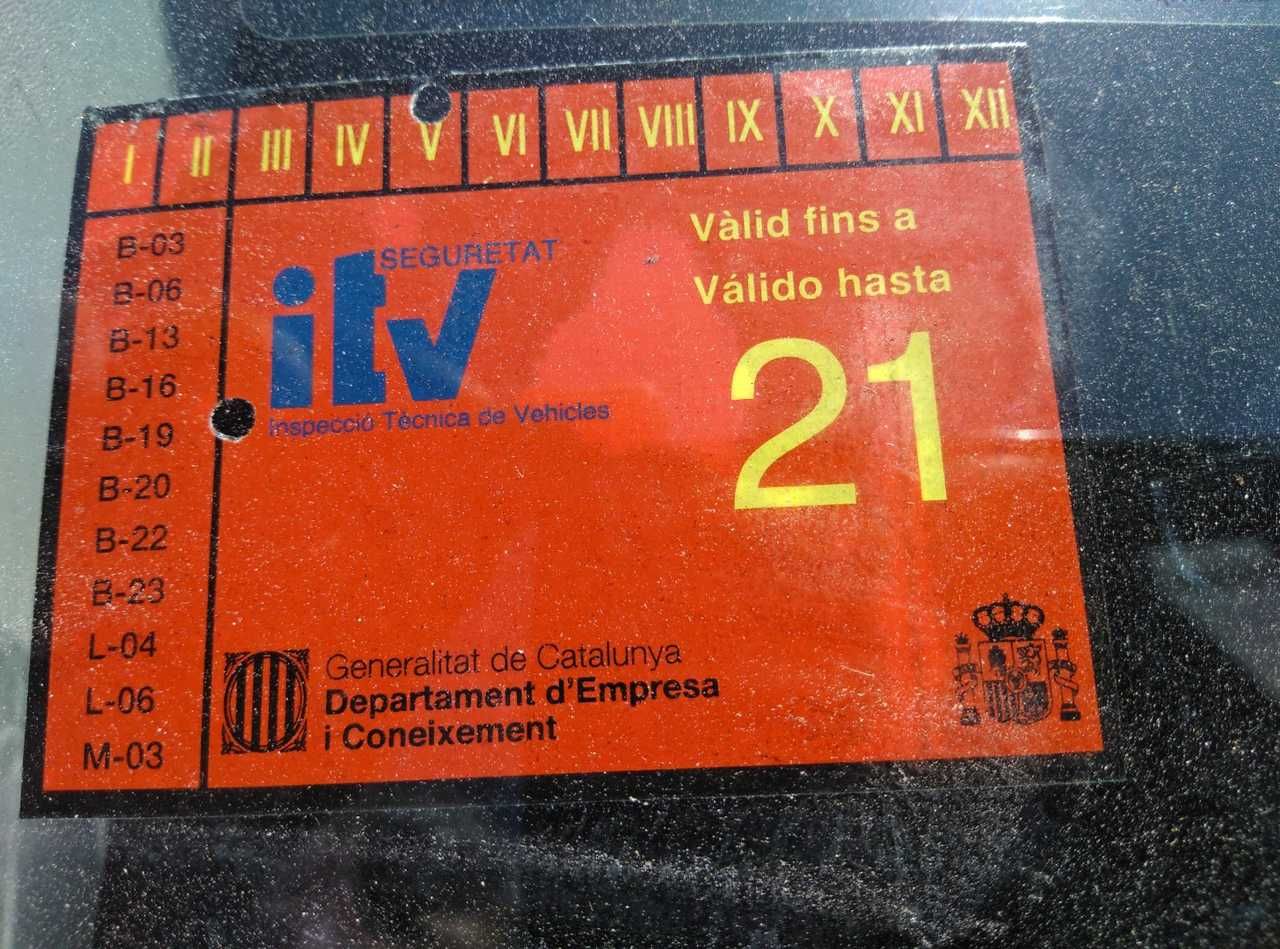 I II III IV V VI VII VIII IX X XI XII
B-03
B-06
B-13
B-16
B-19
B-20
B-22
B-23
L-04
L-06
M-03
SEGURETAT
itv
Inspecció Tècnica de Vehicles
Vàlid fins a
Válido hasta
21
Generalitat de Catalunya
Departament d'Empresa
i Coneixement